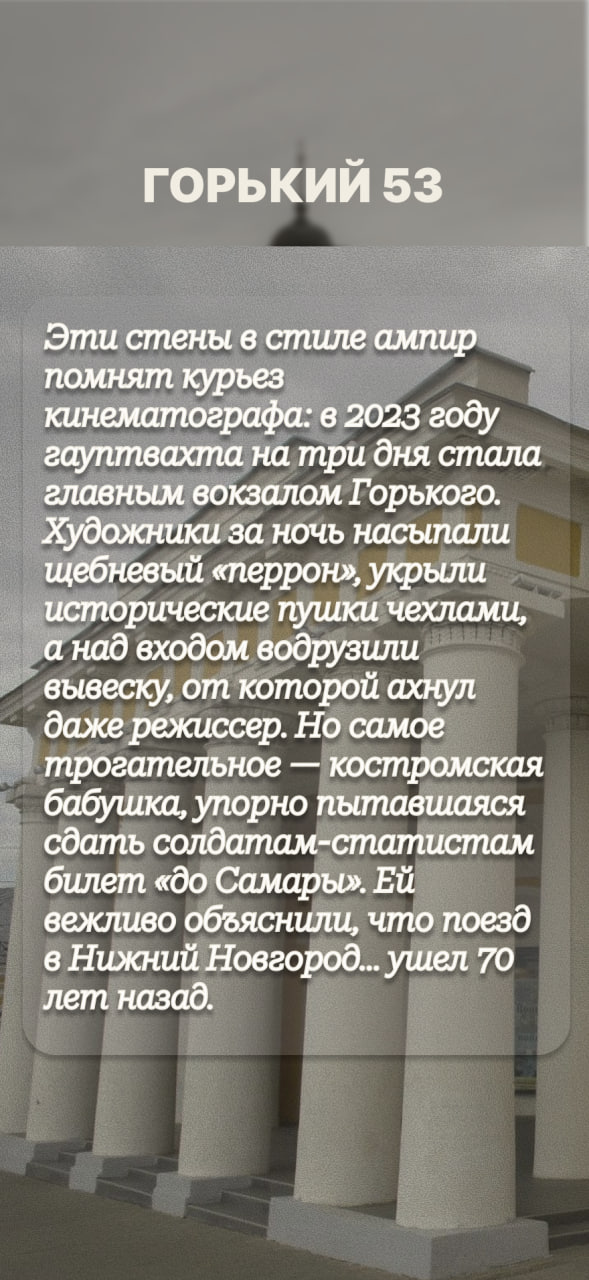 ГОРЬКИЙ 53
Эти стены в стиле ампир
помнят курьез
кинематографа: в 2023 году
гауптвахта на три дня стала
главным вокзалом Горького.
Художники за ночь насыпали
щебневый «перрон», укрыли
исторические пушки чехлами,
а над входом водрузили
вывеску, от которой ахнул
даже режиссер. Но самое
трогательное — костромская
бабушка, упорно пытавшаяся
сдать солдатам-статистам
билет «до Самары». Ей
вежливо объяснили, что поезд
в Нижний Новгород... ушел 70
лет назад.